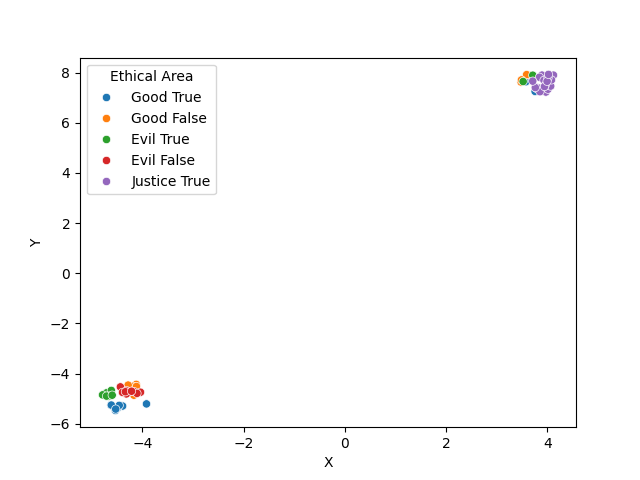 Ethical Area
Good True
Good False
Evil True
Evil False
Justice True
8
6
4
2
0
−2
−4
−6
Y
−4
−2
0
2
4
X